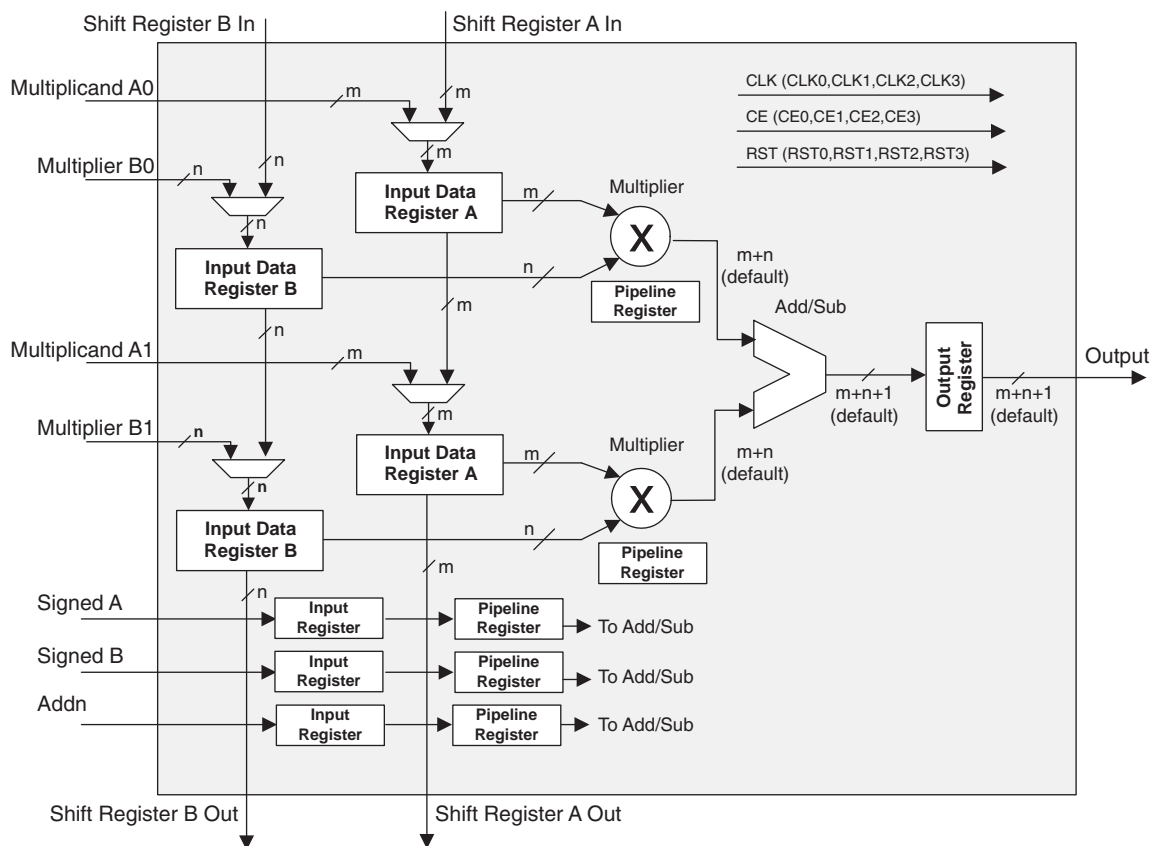 Shift Register B In
Shift Register A In
Multiplicand A0
m
m
CLK (CLK0,CLK1,CLK2,CLK3)
CE (CE0,CE1,CE2,CE3)
RST (RST0,RST1,RST2,RST3)
Multiplier B0
n
n
m
Input Data
Register A
m
Multiplier
X
n
Input Data
Register B
n
m+n
(default)
Pipeline
Register
m
n
Add/Sub
Multiplicand A1
m
Output
Register
Output
m+n+1
(default)
m+n+1
(default)
m
Multiplier B1
n
Input Data
Register A
m
Multiplier
X
m+n
(default)
n
Input Data
Register B
n
Pipeline
Register
m
n
Signed A
Input
Register
Pipeline
Register
To Add/Sub
Signed B
Input
Register
Pipeline
Register
To Add/Sub
Addn
Input
Register
Pipeline
Register
To Add/Sub
Shift Register B Out
Shift Register A Out